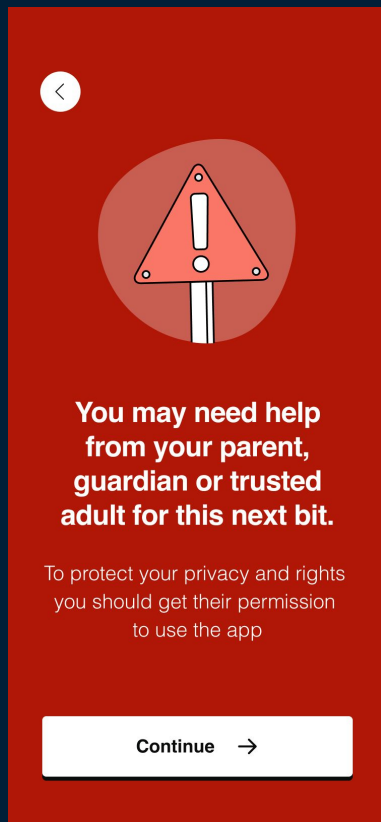 You may need help
from your parent,
guardian or trusted
adult for this next bit.
To protect your privacy and rights
you should get their permission
to use the app
Continue